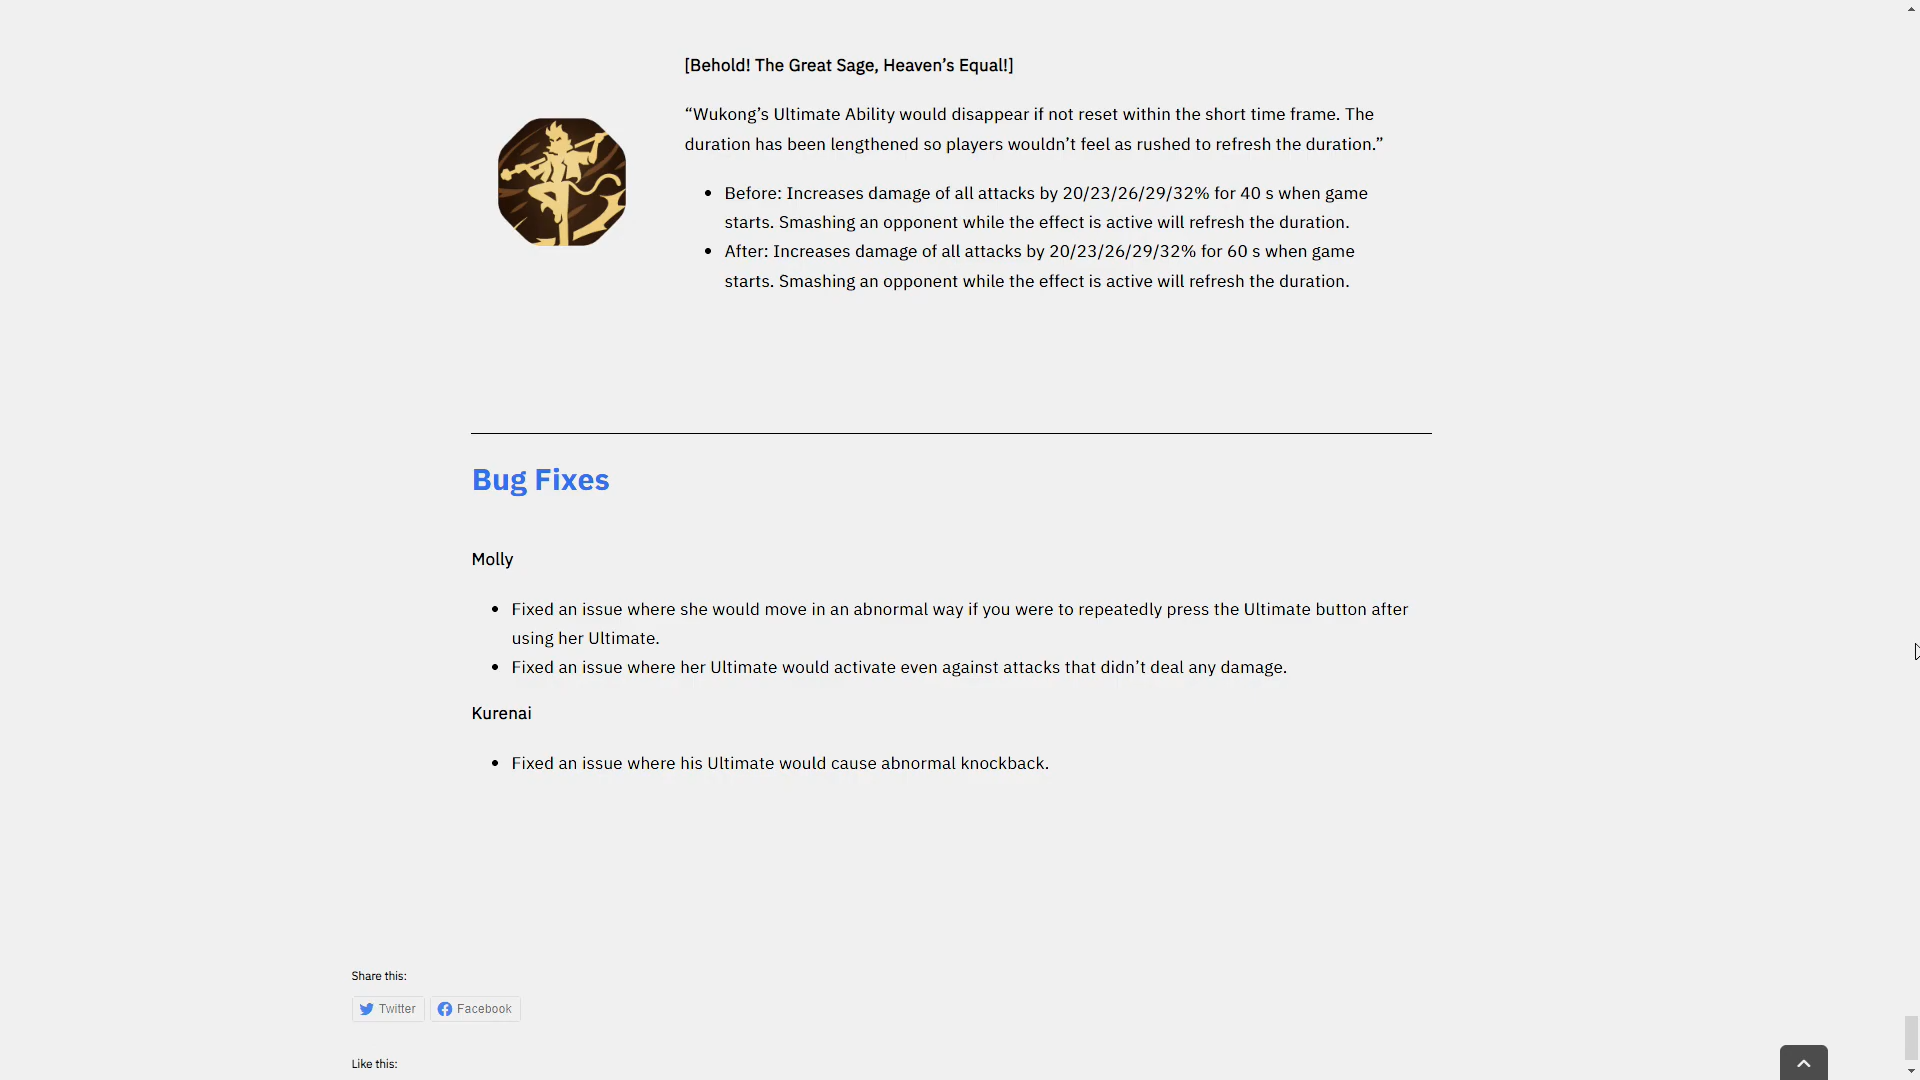 [Behold! The Great Sage, Heaven’s Equal!]
“Wukong’s Ultimate Ability would disappear if not reset within the short time frame. The
duration has been lengthened so players wouldn’t feel as rushed to refresh the duration.”
• Before: Increases damage of all attacks by 20/23/26/29/32% for 40 s when game
starts. Smashing an opponent while the effect is active will refresh the duration.
• After: Increases damage of all attacks by 20/23/26/29/32% for 60 s when game
starts. Smashing an opponent while the effect is active will refresh the duration.
Bug Fixes
Molly
• Fixed an issue where she would move in an abnormal way if you were to repeatedly press the Ultimate button after
using her Ultimate.
• Fixed an issue where her Ultimate would activate even against attacks that didn’t deal any damage.
Kurenai
• Fixed an issue where his Ultimate would cause abnormal knockback.
Share this:
Twitter
Facebook
Like this: